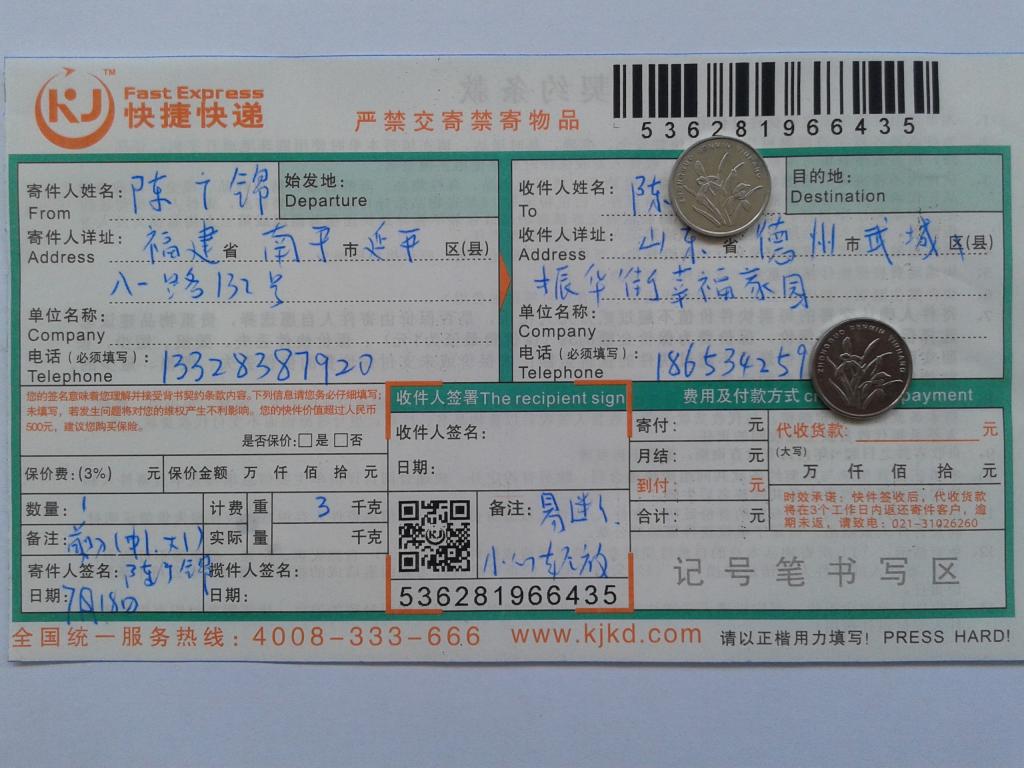 KJ TM
Fast Express
快捷快递
严禁交寄禁寄物品
536281966435
寄件人姓名： 陈 锦
From
始发地：
Departure
寄件人详址： 福建 省 南平 市 延平 区(县)
Address
八一路132号
单位名称：
Company
电话（必须填写）： 13328387920
Telephone
收件人姓名： 陈
To
目的地：
Destination
收件人详址： 山东 省 德州 市 武城 区(县)
Address
振华街幸福家园
单位名称：
Company
电话（必须填写）： 186534259
Telephone
您的签名意味着您理解并接受背书契约条款内容。下列信息请您务必仔细填写；
未填写，若发生问题将对您的维权产生不利影响。您的快件价值超过人民币
500元，建议您购买保险。
是否保价：□是 □否
保价费：(3%) 元 保价金额 万 仟 佰 拾 元
数量： 1 计费重量 3 千克
备注： 实际重量 千克
寄件人签名： 陈 锦 揽件人签名：
日期： 7月18日 日期：
收件人签署The recipient sign
收件人签名：
日期：
KJ
备注： 易碎
小心轻放
536281966435
费用及付款方式 payment
寄付： 元
月结： 元
到付： 元
合计： 元
代收货款： 元
(大写)
万 仟 佰 拾 元
时效承诺：快件签收后，代收货款
将在3个工作日内返还寄件客户，逾
期未返，请致电：021-31026260
记号笔书写区
全国统一服务热线：4008-333-666 www.kjkd.com 请以正楷用力填写！ PRESS HARD!